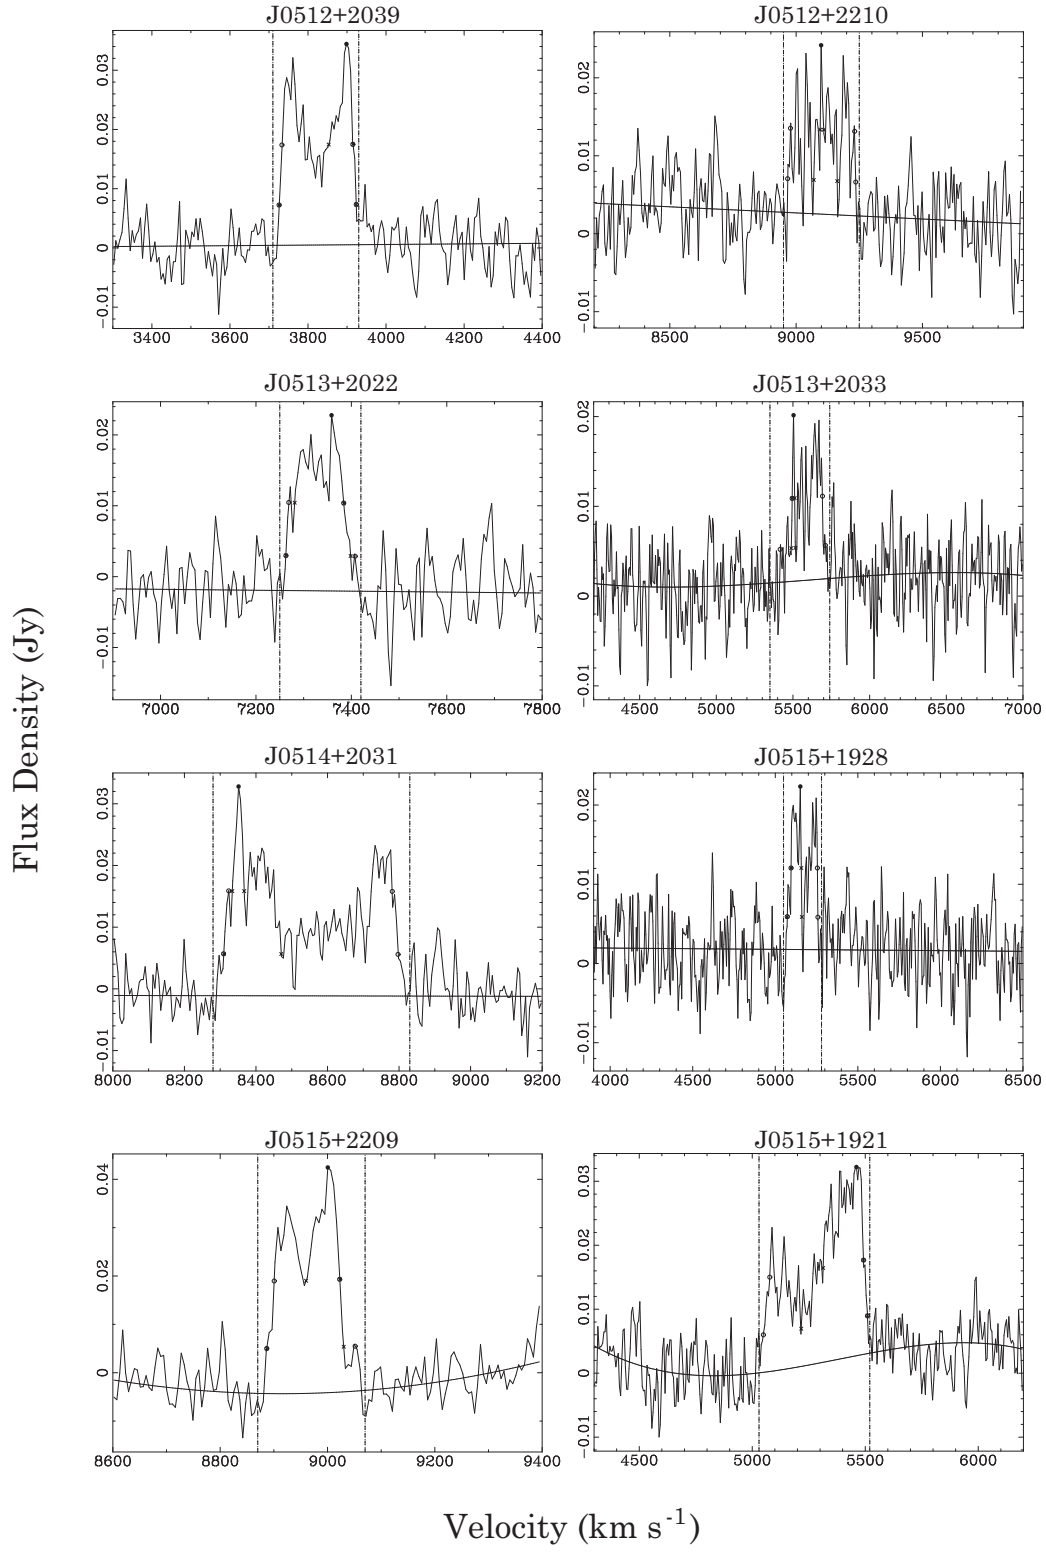 J0512+2039 J0512+2210
0.03 0.02 0.01 0 −0.01
3400 3600 3800 4000 4200 4400
0.02 0.01 0 −0.01
8500 9000 9500
J0513+2022 J0513+2033
0.02 0.01 0 −0.01
7000 7200 7400 7600 7800
0.02 0.01 0 −0.01
4500 5000 5500 6000 6500 7000
Flux Density (Jy)
J0514+2031 J0515+1928
0.03 0.02 0.01 0 −0.01
8000 8200 8400 8600 8800 9000 9200
0.02 0.01 0 −0.01
4000 4500 5000 5500 6000 6500
J0515+2209 J0515+1921
0.04 0.02 0
8600 8800 9000 9200 9400
0.03 0.02 0.01 0 −0.01
4500 5000 5500 6000
Velocity (km s⁻¹)